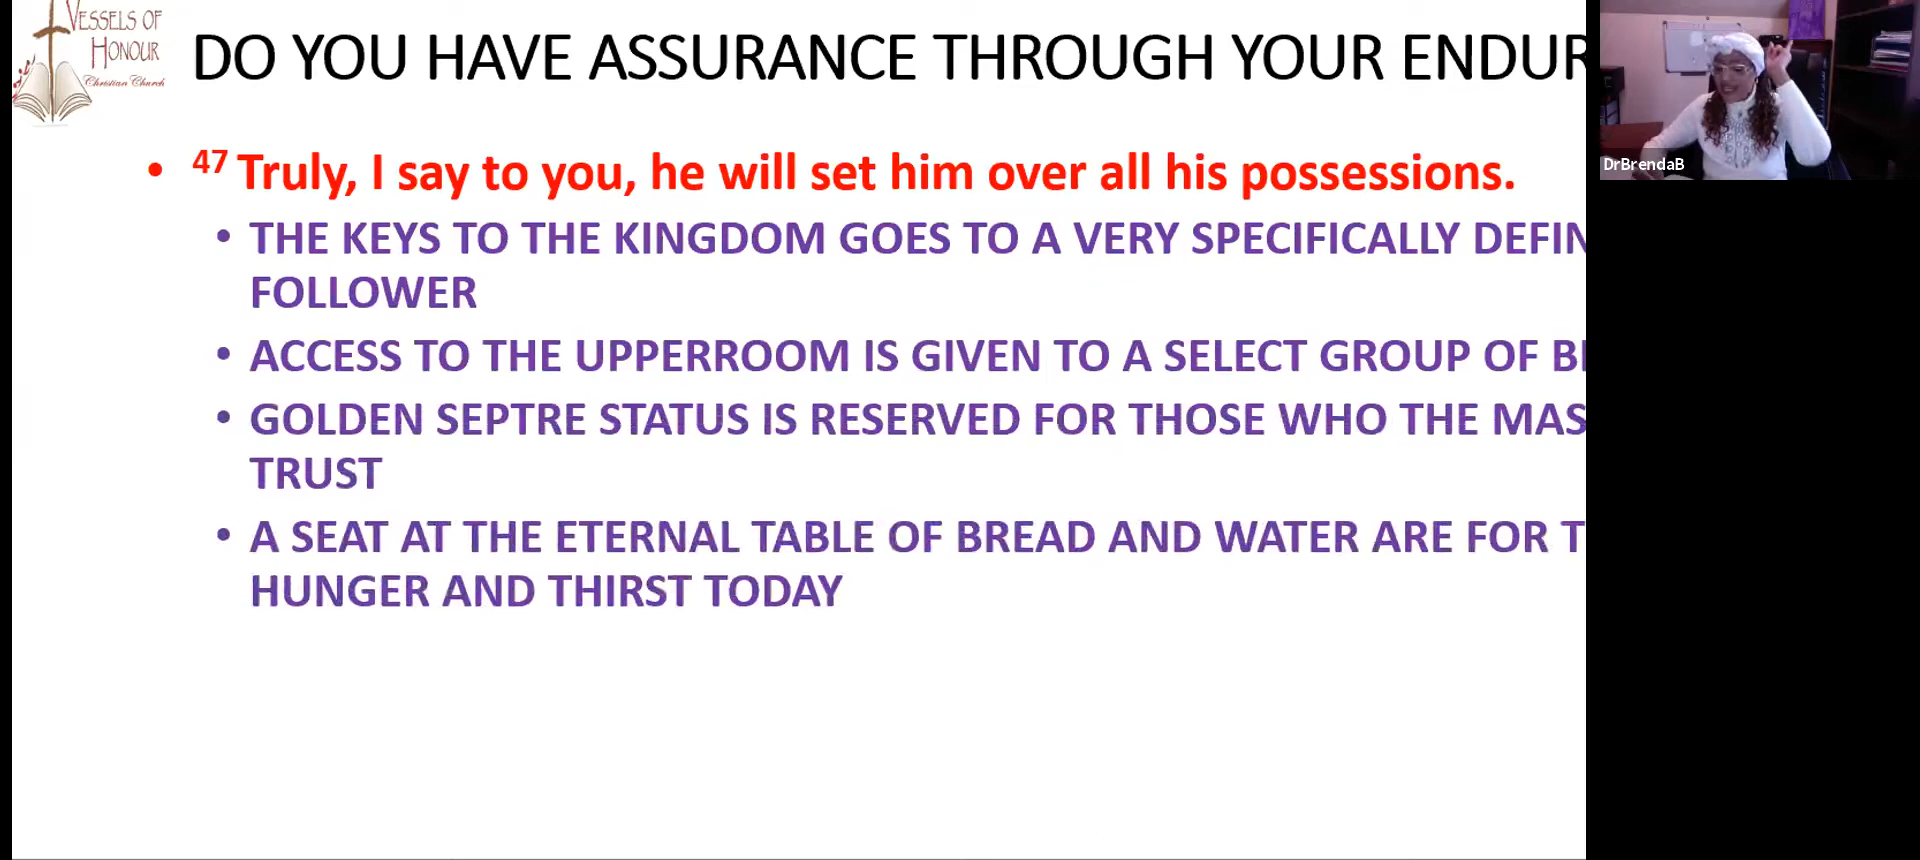 VESSELS OF
HONOUR
Christian Church
DO YOU HAVE ASSURANCE THROUGH YOUR
• 47 Truly, I say to you, he will set him over all his possessions.
• THE KEYS TO THE KINGDOM GOES TO A VERY SPECIFICALLY
FOLLOWER
• ACCESS TO THE UPPERROOM IS GIVEN TO A SELECT GROUP OF
• GOLDEN SEPTRE STATUS IS RESERVED FOR THOSE WHO THE
TRUST
• A SEAT AT THE ETERNAL TABLE OF BREAD AND WATER ARE FOR
HUNGER AND THIRST TODAY
DrBrendaB